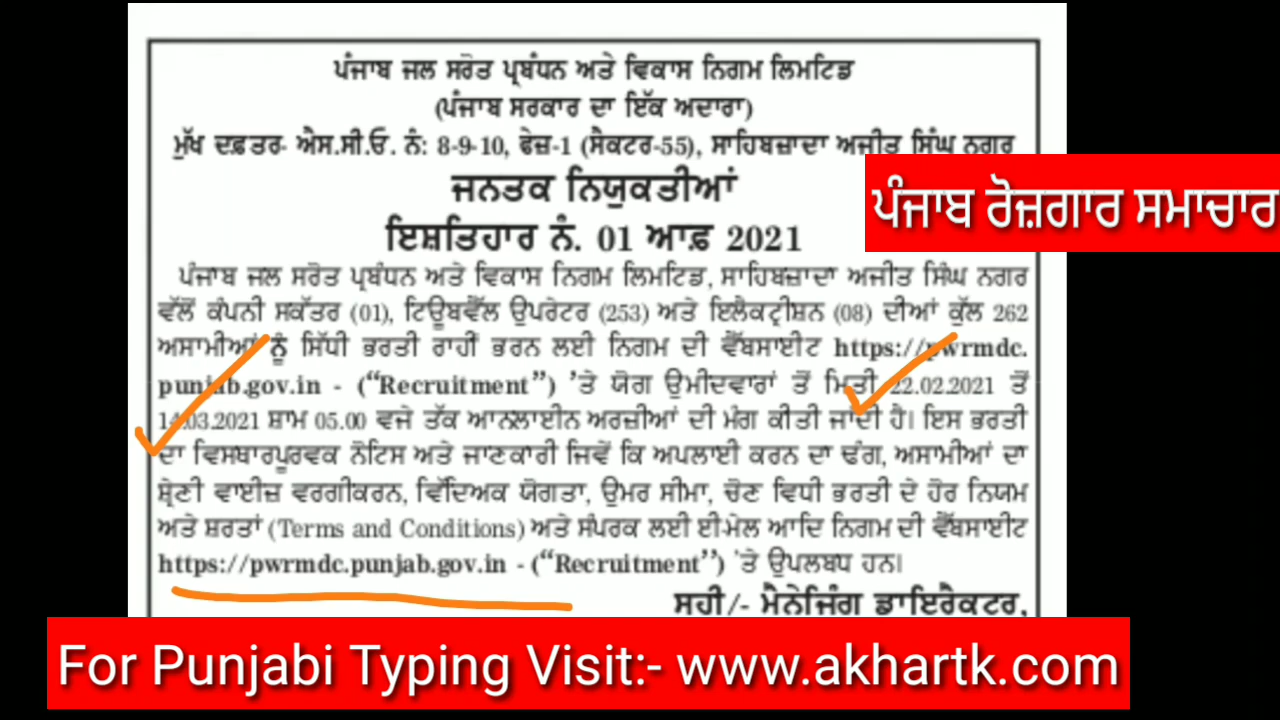 ਪੰਜਾਬ ਜਲ ਸਰੋਤ ਪ੍ਰਬੰਧਨ ਅਤੇ ਵਿਕਾਸ ਨਿਗਮ ਲਿਮਟਿਡ
(ਪੰਜਾਬ ਸਰਕਾਰ ਦਾ ਇੱਕ ਅਦਾਰਾ)
ਮੁੱਖ ਦਫ਼ਤਰ- ਐਸ.ਸੀ.ਓ. ਨੰ: 8-9-10, ਫੇਜ਼-1 (ਸੈਕਟਰ-55), ਸਾਹਿਬਜ਼ਾਦਾ ਅਜੀਤ ਸਿੰਘ ਨਗਰ
ਜਨਤਕ ਨਿਯੁਕਤੀਆਂ
ਪੰਜਾਬ ਰੋਜ਼ਗਾਰ ਸਮਾਚਾਰ
ਇਸ਼ਤਿਹਾਰ ਨੰ. 01 ਆਫ਼ 2021
ਪੰਜਾਬ ਜਲ ਸਰੋਤ ਪ੍ਰਬੰਧਨ ਅਤੇ ਵਿਕਾਸ ਨਿਗਮ ਲਿਮਟਿਡ, ਸਾਹਿਬਜ਼ਾਦਾ ਅਜੀਤ ਸਿੰਘ ਨਗਰ
ਵੱਲੋਂ ਕੰਪਨੀ ਸਕੱਤਰ (01), ਟਿਊਬਵੈੱਲ ਉਪਰੇਟਰ (253) ਅਤੇ ਇਲੈਕਟ੍ਰੀਸ਼ਨ (08) ਦੀਆਂ ਕੁੱਲ 262
ਅਸਾਮੀਆਂ ਨੂੰ ਸਿੱਧੀ ਭਰਤੀ ਰਾਹੀਂ ਭਰਨ ਲਈ ਨਿਗਮ ਦੀ ਵੈੱਬਸਾਈਟ https://pwrmdc.
punjab.gov.in - (“Recruitment”) 'ਤੇ ਯੋਗ ਉਮੀਦਵਾਰਾਂ ਤੋਂ ਮਿਤੀ 22.02.2021 ਤੋਂ
14.03.2021 ਸ਼ਾਮ 05.00 ਵਜੇ ਤੱਕ ਆਨਲਾਈਨ ਅਰਜ਼ੀਆਂ ਦੀ ਮੰਗ ਕੀਤੀ ਜਾਂਦੀ ਹੈ। ਇਸ ਭਰਤੀ
ਦਾ ਵਿਸਥਾਰਪੂਰਵਕ ਨੋਟਿਸ ਅਤੇ ਜਾਣਕਾਰੀ ਜਿਵੇਂ ਕਿ ਅਪਲਾਈ ਕਰਨ ਦਾ ਢੰਗ, ਅਸਾਮੀਆਂ ਦਾ
ਸ਼੍ਰੇਣੀ ਵਾਈਜ਼ ਵਰਗੀਕਰਨ, ਵਿੱਦਿਅਕ ਯੋਗਤਾ, ਉਮਰ ਸੀਮਾ, ਚੋਣ ਵਿਧੀ ਭਰਤੀ ਦੇ ਹੋਰ ਨਿਯਮ
ਅਤੇ ਸ਼ਰਤਾਂ (Terms and Conditions) ਅਤੇ ਸੰਪਰਕ ਲਈ ਈ-ਮੇਲ ਆਦਿ ਨਿਗਮ ਦੀ ਵੈੱਬਸਾਈਟ
https://pwrmdc.punjab.gov.in - (“Recruitment”) 'ਤੇ ਉਪਲਬਧ ਹਨ।
ਸਹੀ/- ਮੈਨੇਜਿੰਗ ਡਾਇਰੈਕਟਰ,
For Punjabi Typing Visit:- www.akhartk.com